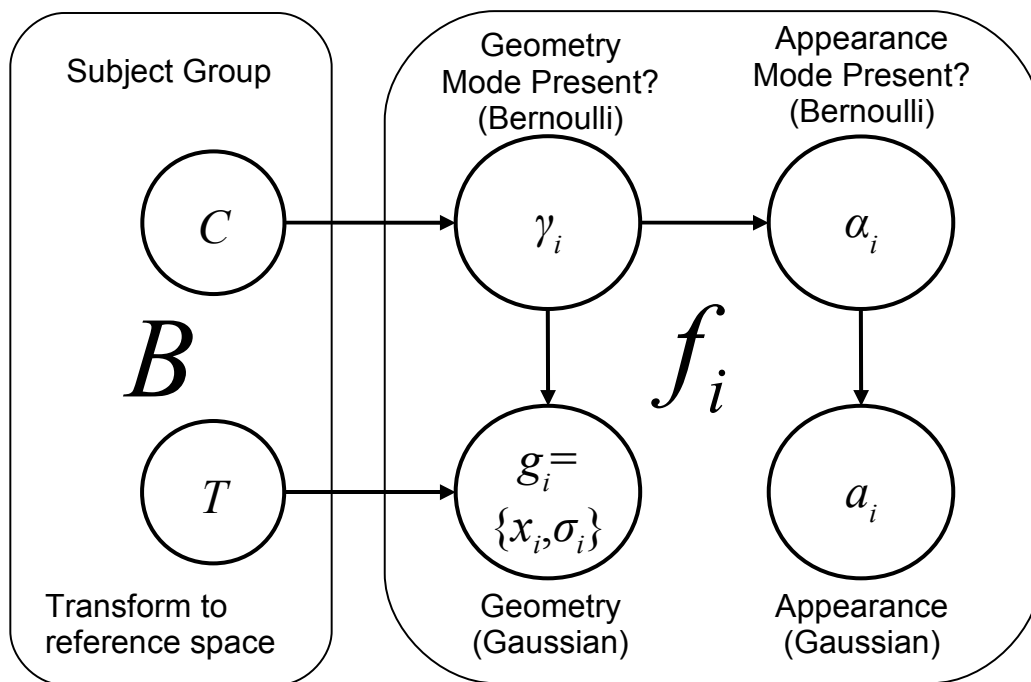 Subject Group
C
B
T
Transform to
reference space
Geometry
Mode Present?
(Bernoulli)
γᵢ
Appearance
Mode Present?
(Bernoulli)
αᵢ
fᵢ
gᵢ=
{xᵢ,σᵢ}
Geometry
(Gaussian)
aᵢ
Appearance
(Gaussian)